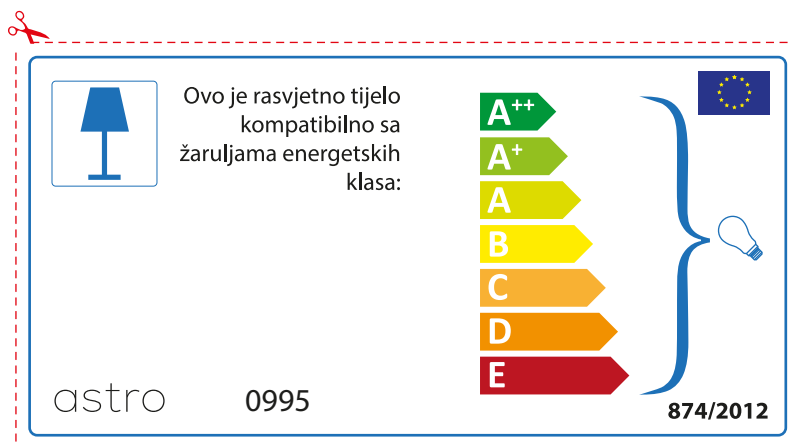 Ovo je rasvjetno tijelo
kompatibilno sa
žaruljama energetskih
klasa:
A++
A+
A
B
C
D
E
astro
0995
874/2012